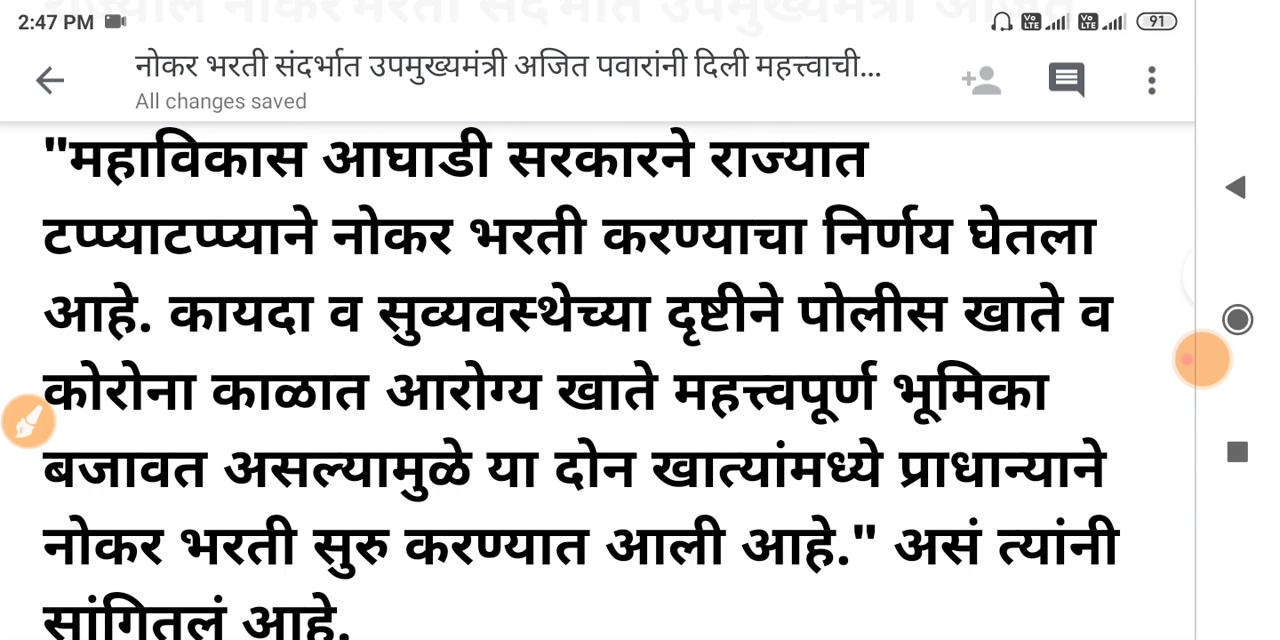 2:47 PM
91
नोकर भरती संदर्भात उपमुख्यमंत्री अजित पवारांनी दिली महत्त्वाची...
All changes saved
"महाविकास आघाडी सरकारने राज्यात
टप्प्याटप्प्याने नोकर भरती करण्याचा निर्णय घेतला
आहे. कायदा व सुव्यवस्थेच्या दृष्टीने पोलीस खाते व
कोरोना काळात आरोग्य खाते महत्त्वपूर्ण भूमिका
बजावत असल्यामुळे या दोन खात्यांमध्ये प्राधान्याने
नोकर भरती सुरु करण्यात आली आहे." असं त्यांनी
सांगितलं आहे.